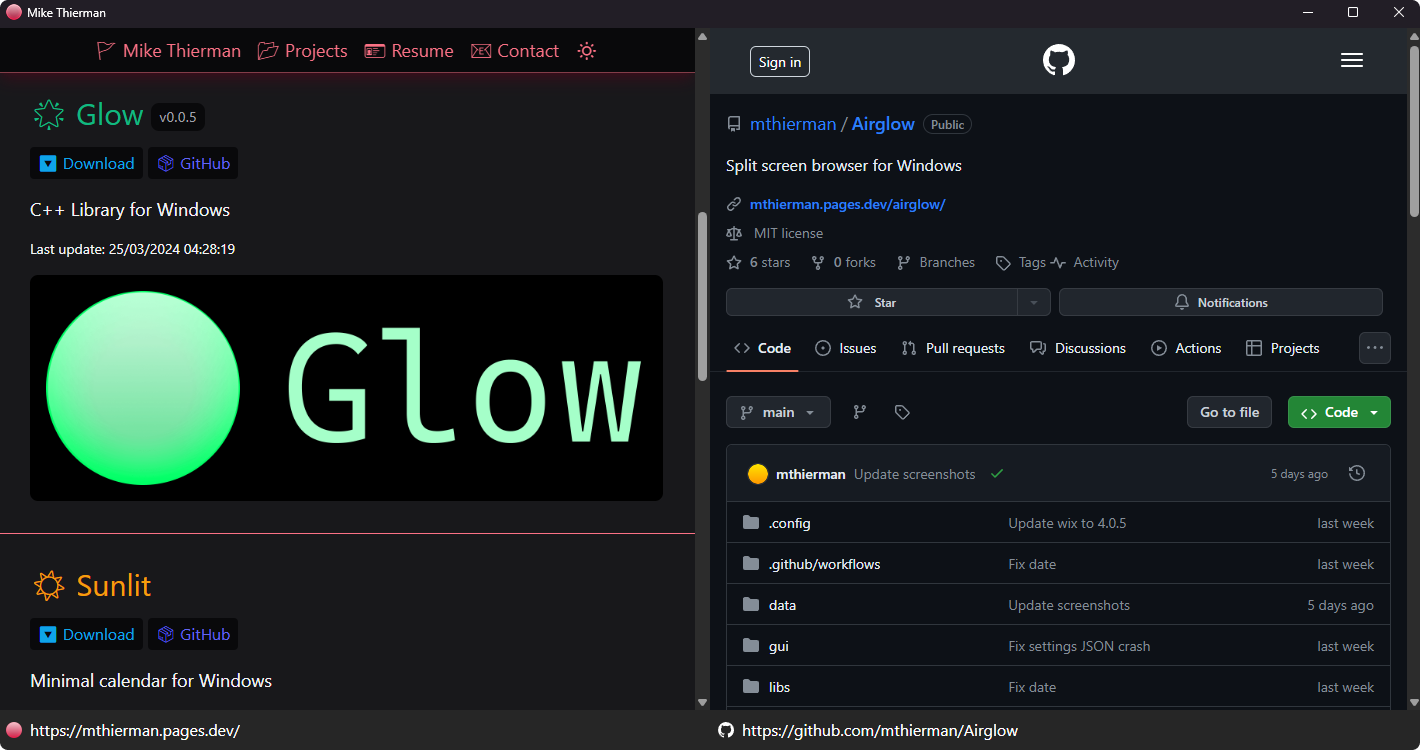 Mike Thierman
Mike Thierman Projects Resume Contact
Glow v0.0.5
Download GitHub
C++ Library for Windows
Last update: 25/03/2024 04:28:19
Glow
Sunlit
Download GitHub
Minimal calendar for Windows
https://mthierman.pages.dev/
Sign in
mthierman / Airglow Public
Split screen browser for Windows
mthierman.pages.dev/airglow/
MIT license
6 stars 0 forks Branches Tags Activity
Star Notifications
Code Issues Pull requests Discussions Actions Projects
main Go to file Code
mthierman Update screenshots 5 days ago
.config Update wix to 4.0.5 last week
.github/workflows Fix date last week
data Update screenshots 5 days ago
gui Fix settings JSON crash last week
libs Fix date last week
https://github.com/mthierman/Airglow